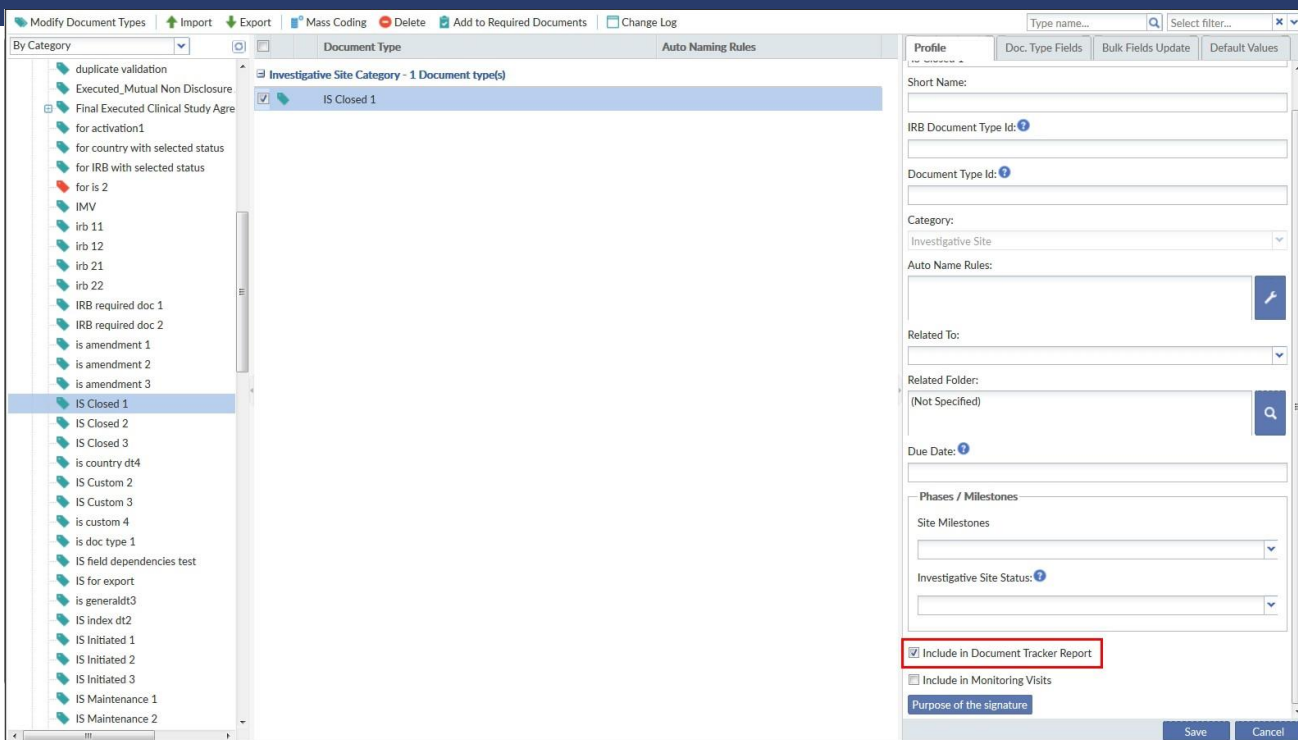 Modify Document Types Import Export Mass Coding Delete Add to Required Documents Change Log Type name... Select filter...
By Category
Document Type Auto Naming Rules
Profile Doc. Type Fields Bulk Fields Update Default Values
duplicate validation
Executed_Mutual Non Disclosure
Final Executed Clinical Study Agre
for activation1
for country with selected status
for IRB with selected status
for is 2
IMV
irb 11
irb 12
irb 21
irb 22
IRB required doc 1
IRB required doc 2
is amendment 1
is amendment 2
is amendment 3
IS Closed 1
IS Closed 2
IS Closed 3
is country dt4
IS Custom 2
IS Custom 3
is custom 4
is doc type 1
IS field dependencies test
IS for export
is generaldt3
IS index dt2
IS Initiated 1
IS Initiated 2
IS Initiated 3
IS Maintenance 1
IS Maintenance 2
Investigative Site Category - 1 Document type(s)
IS Closed 1
IS Closed 1
Short Name:
IRB Document Type Id:
Document Type Id:
Category:
Investigative Site
Auto Name Rules:
Related To:
Related Folder:
(Not Specified)
Due Date:
Phases / Milestones
Site Milestones
Investigative Site Status:
Include in Document Tracker Report
Include in Monitoring Visits
Purpose of the signature
Save Cancel